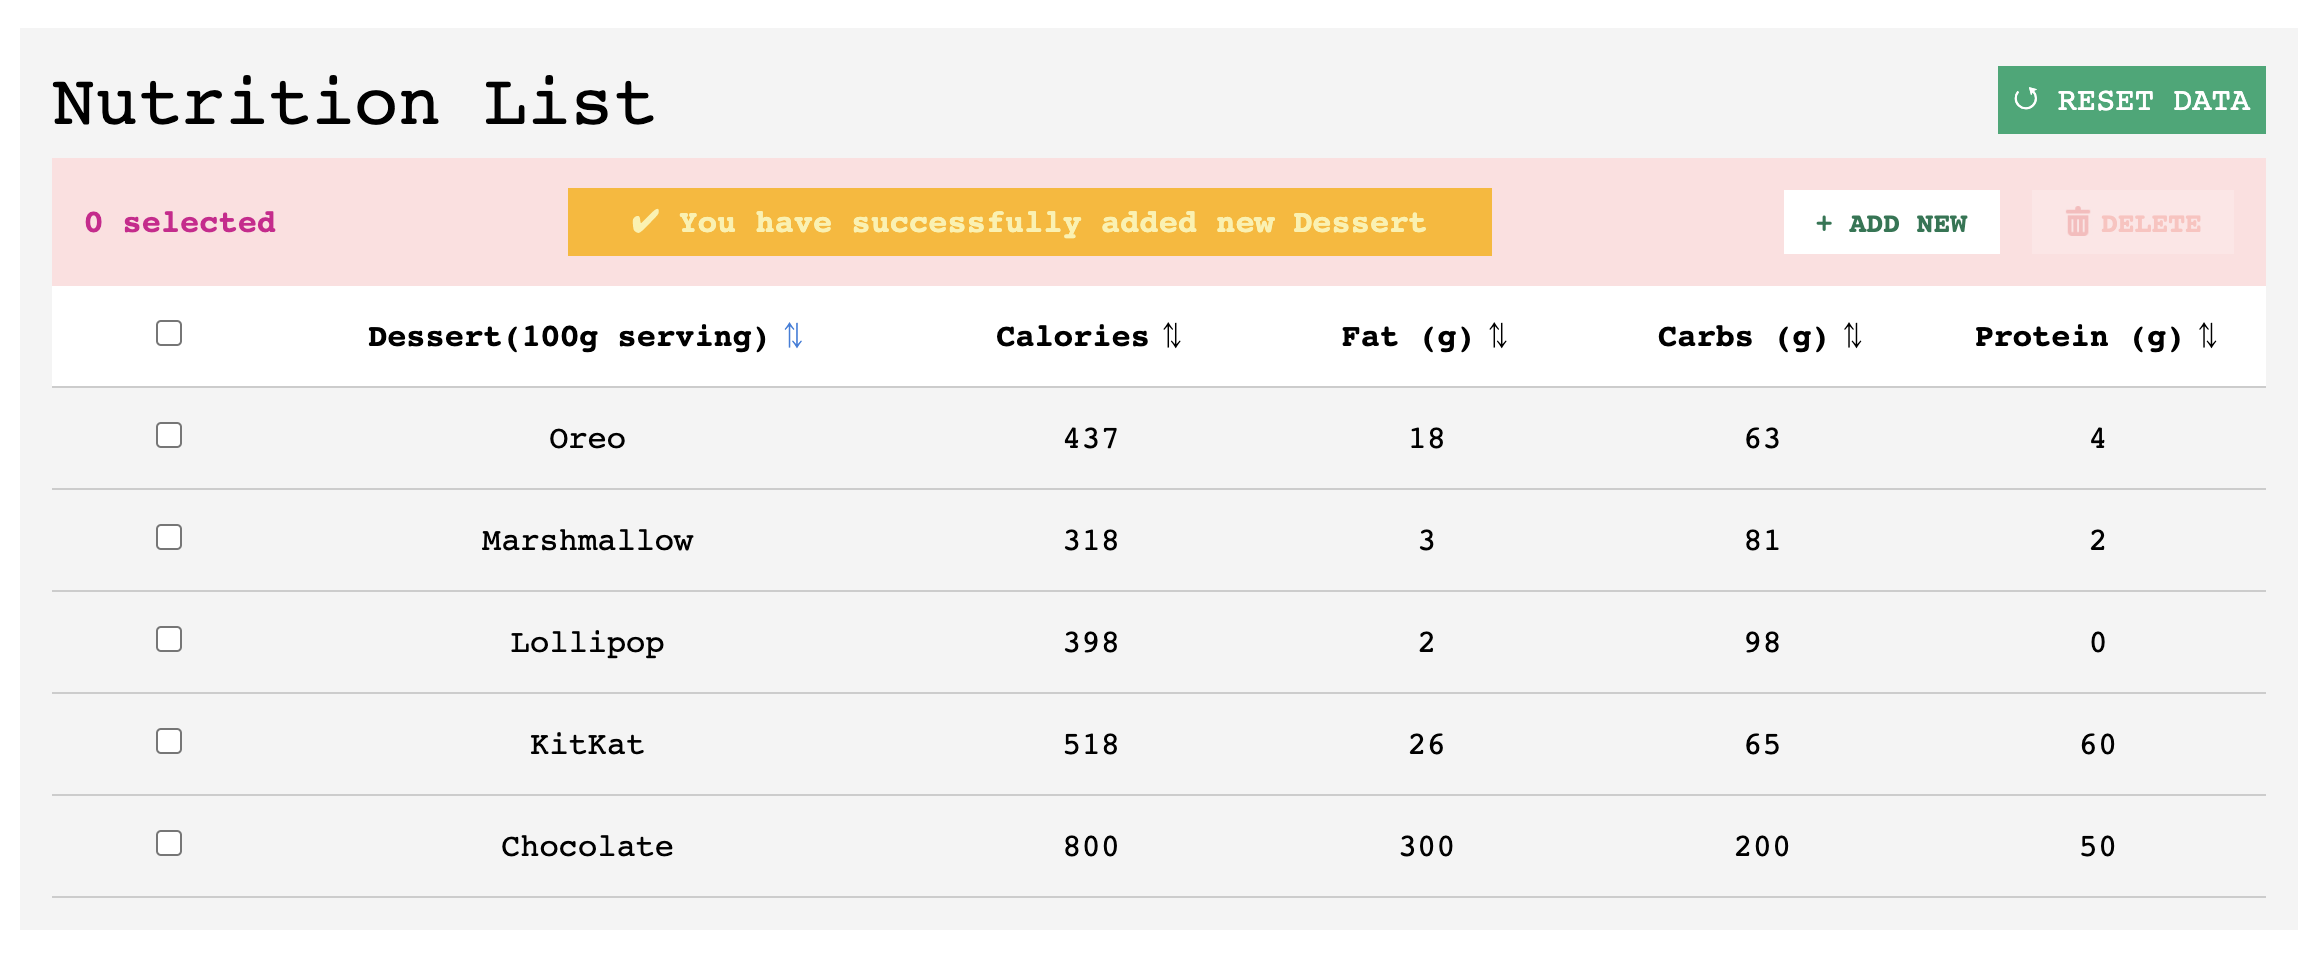 Nutrition List
RESET DATA
0 selected
✔ You have successfully added new Dessert
+ ADD NEW
DELETE
Dessert(100g serving) ⇅ Calories ⇅ Fat (g) ⇅ Carbs (g) ⇅ Protein (g) ⇅
Oreo 437 18 63 4
Marshmallow 318 3 81 2
Lollipop 398 2 98 0
KitKat 518 26 65 60
Chocolate 800 300 200 50